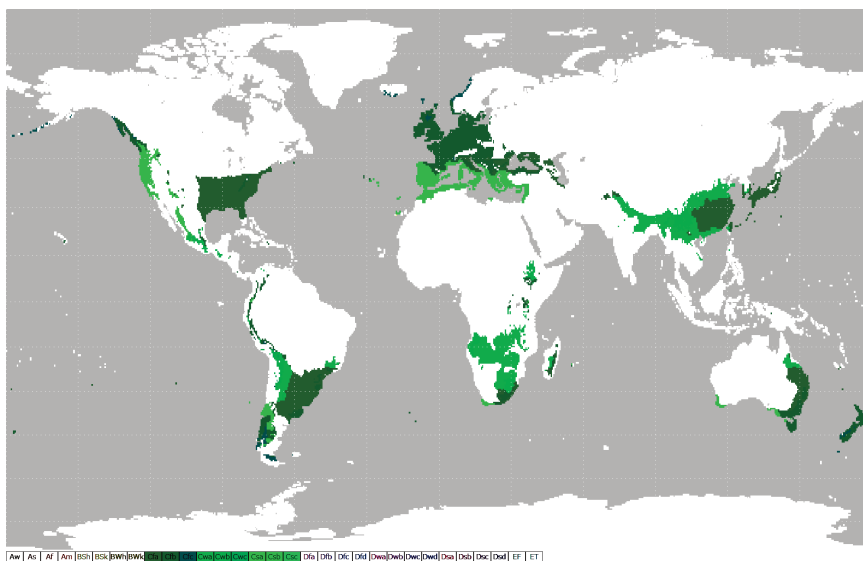 Aw As Af Am BSh BSk BWh BWk Cfa Cfb Cfc Cwa Cwb Cwc Csa Csb Csc Dfa Dfb Dfc Dfd Dwa Dwb Dwc Dwd Dsa Dsb Dsc Dsd EF ET